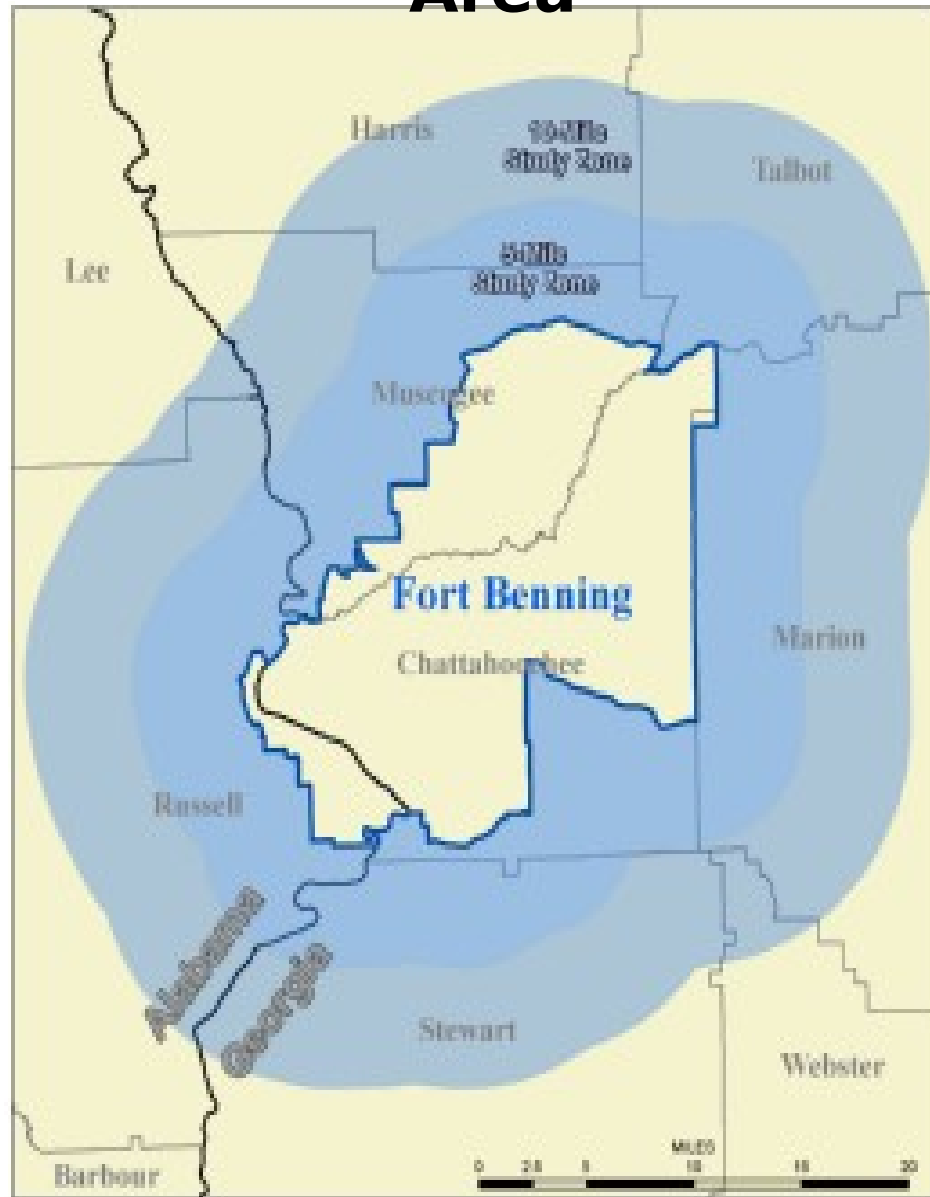 Area
Harris
10-Mile
Study Zone
Talbot
Lee
5-Mile
Study Zone
Muscogee
Fort Benning
Chattahoochee
Marion
Russell
Alabama
Georgia
Stewart
Webster
Barbour
MILES
0 2.5 5 10 15 20